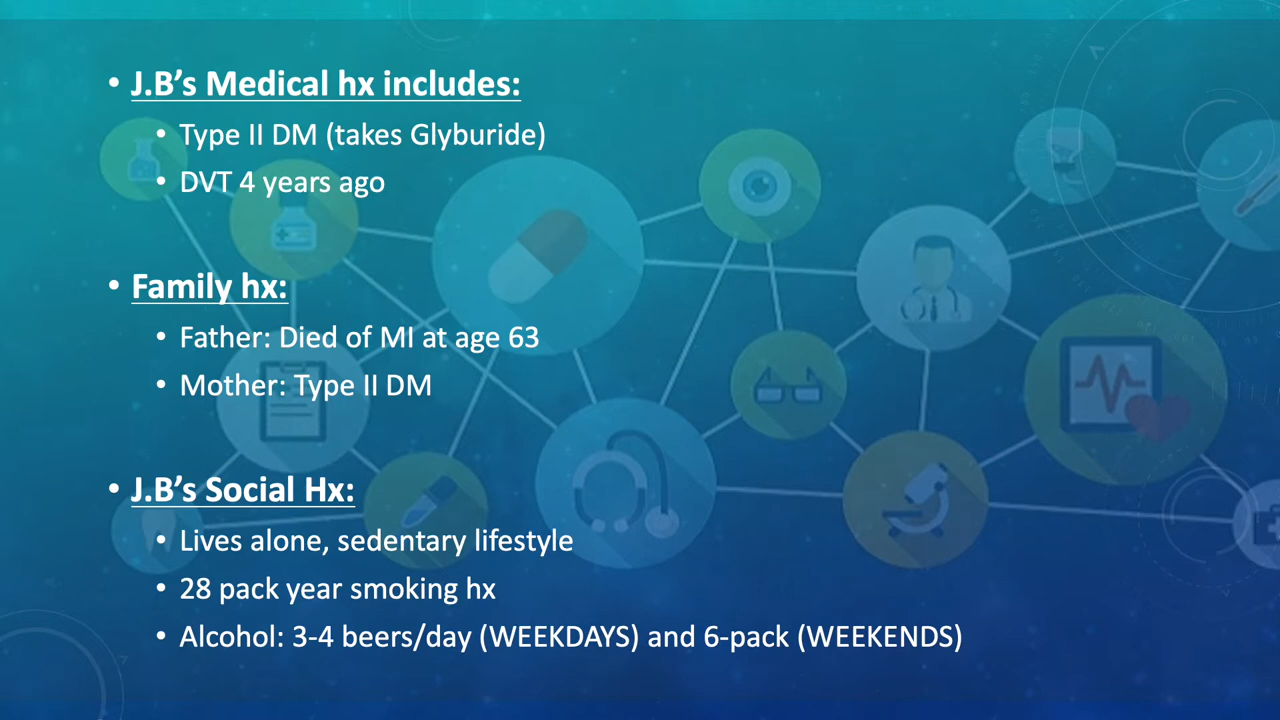 • J.B's Medical hx includes:
• Type II DM (takes Glyburide)
• DVT 4 years ago
• Family hx:
• Father: Died of MI at age 63
• Mother: Type II DM
• J.B's Social Hx:
• Lives alone, sedentary lifestyle
• 28 pack year smoking hx
• Alcohol: 3-4 beers/day (WEEKDAYS) and 6-pack (WEEKENDS)